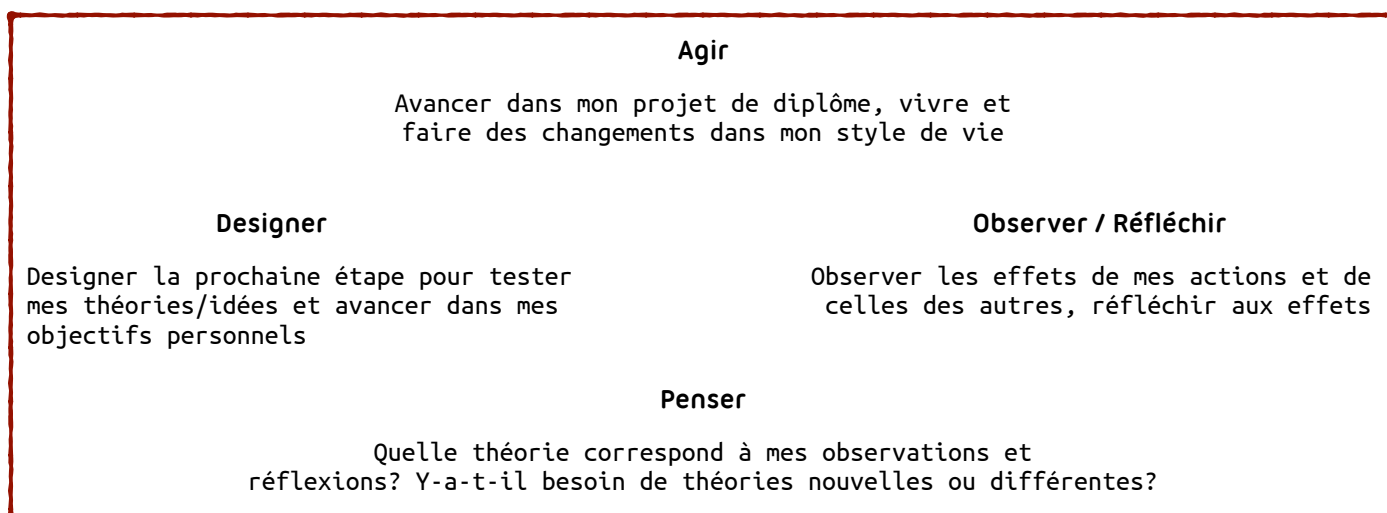 Agir
Avancer dans mon projet de diplôme, vivre et
faire des changements dans mon style de vie
Designer
Designer la prochaine étape pour tester
mes théories/idées et avancer dans mes
objectifs personnels
Observer / Réfléchir
Observer les effets de mes actions et de
celles des autres, réfléchir aux effets
Penser
Quelle théorie correspond à mes observations et
réflexions? Y-a-t-il besoin de théories nouvelles ou différentes?